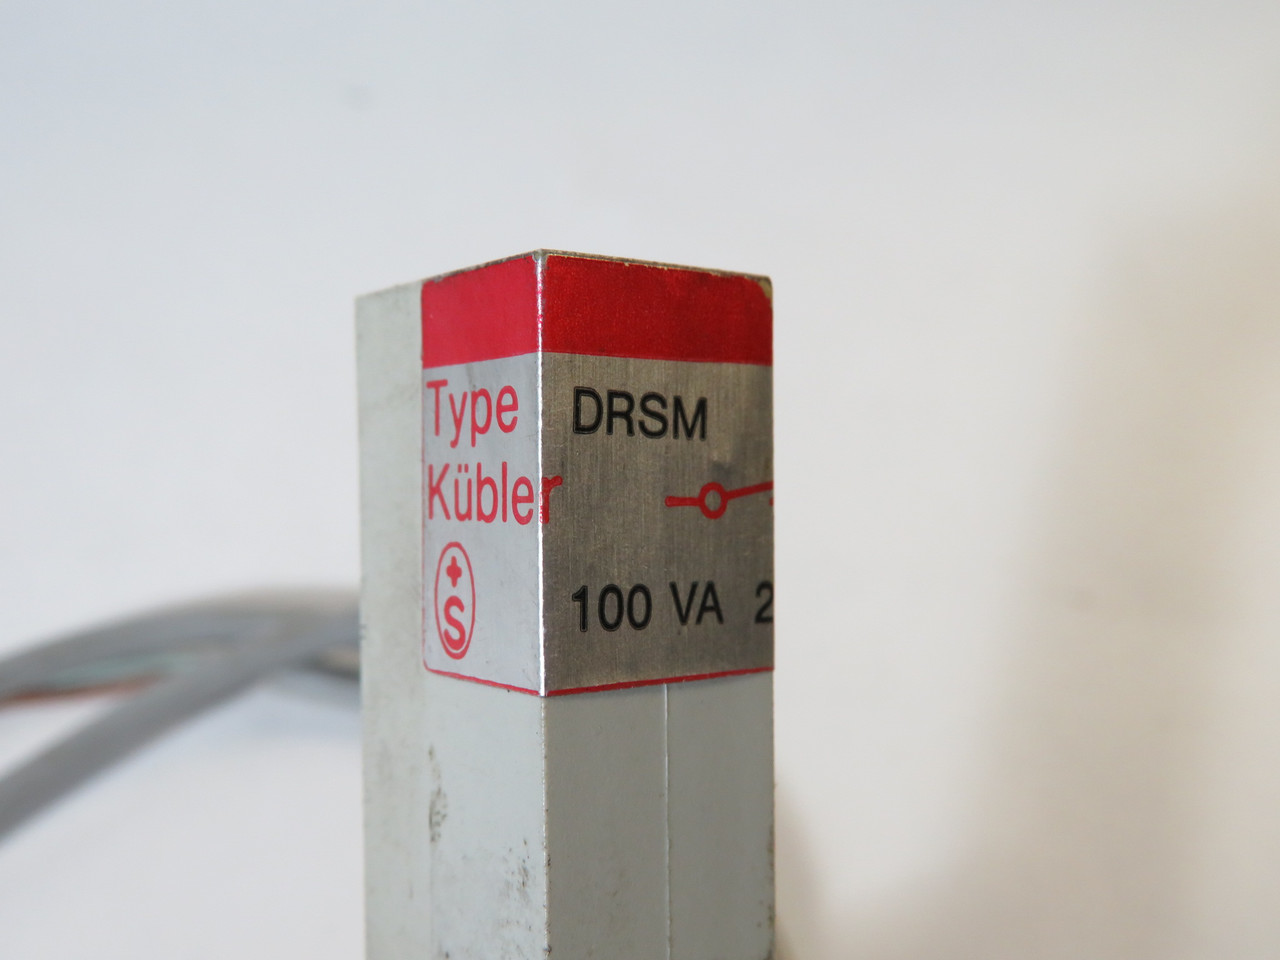 Type
Kübler
+S
DRSM
100 VA 2